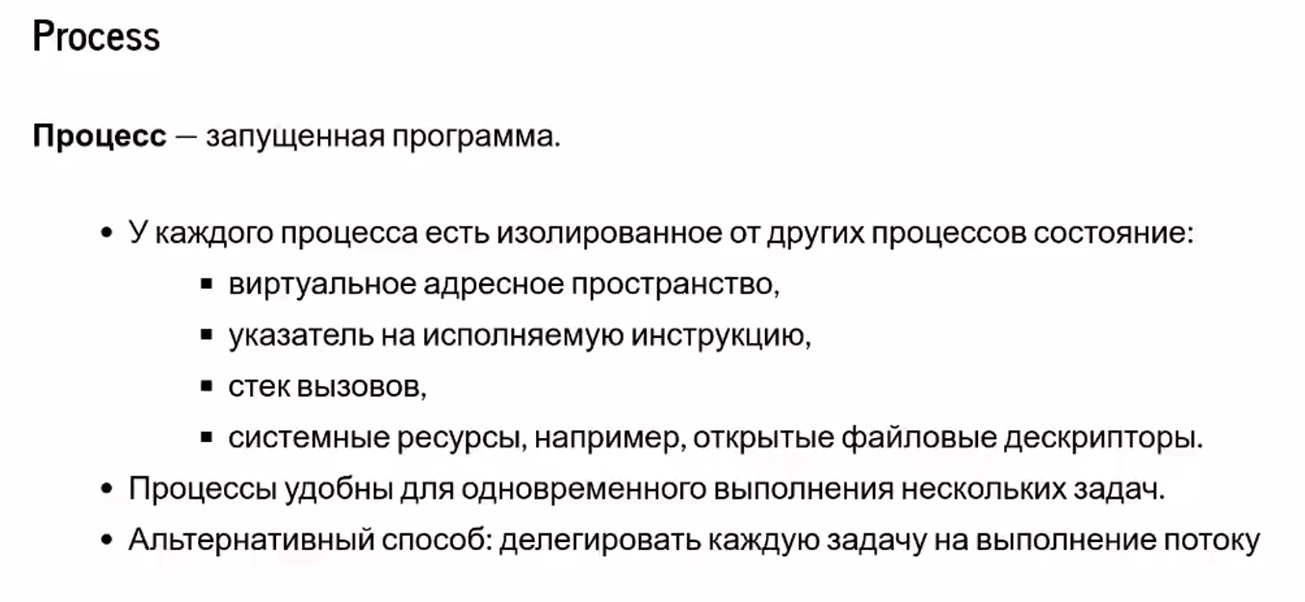 Process
Процесс — запущенная программа.
• У каждого процесса есть изолированное от других процессов состояние:
▪ виртуальное адресное пространство,
▪ указатель на исполняемую инструкцию,
▪ стек вызовов,
▪ системные ресурсы, например, открытые файловые дескрипторы.
• Процессы удобны для одновременного выполнения нескольких задач.
• Альтернативный способ: делегировать каждую задачу на выполнение потоку